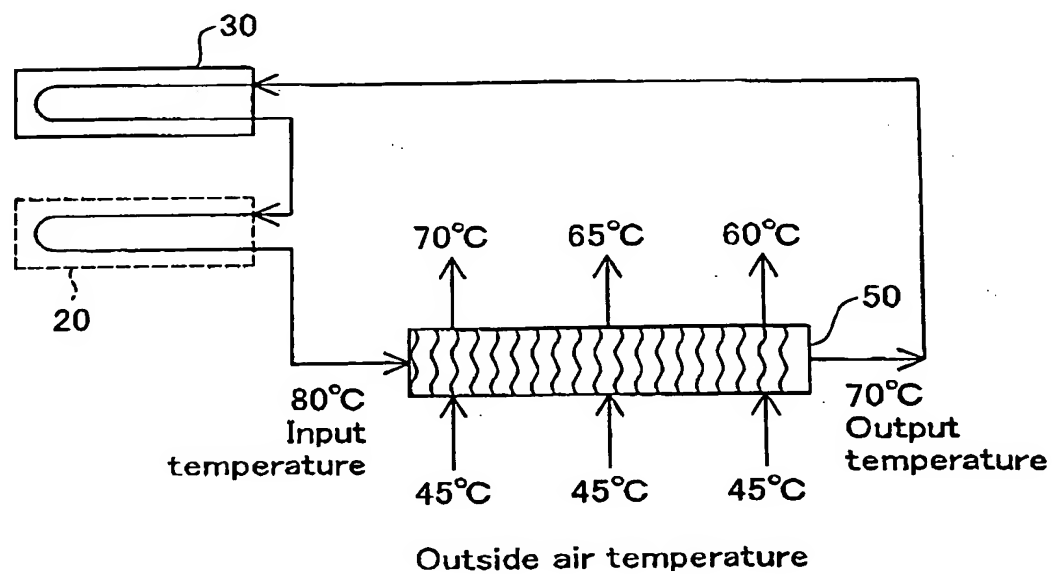 30
20
70°C
65°C
60°C
50
80°C
Input
temperature
70°C
Output
temperature
45°C
45°C
45°C
Outside air temperature